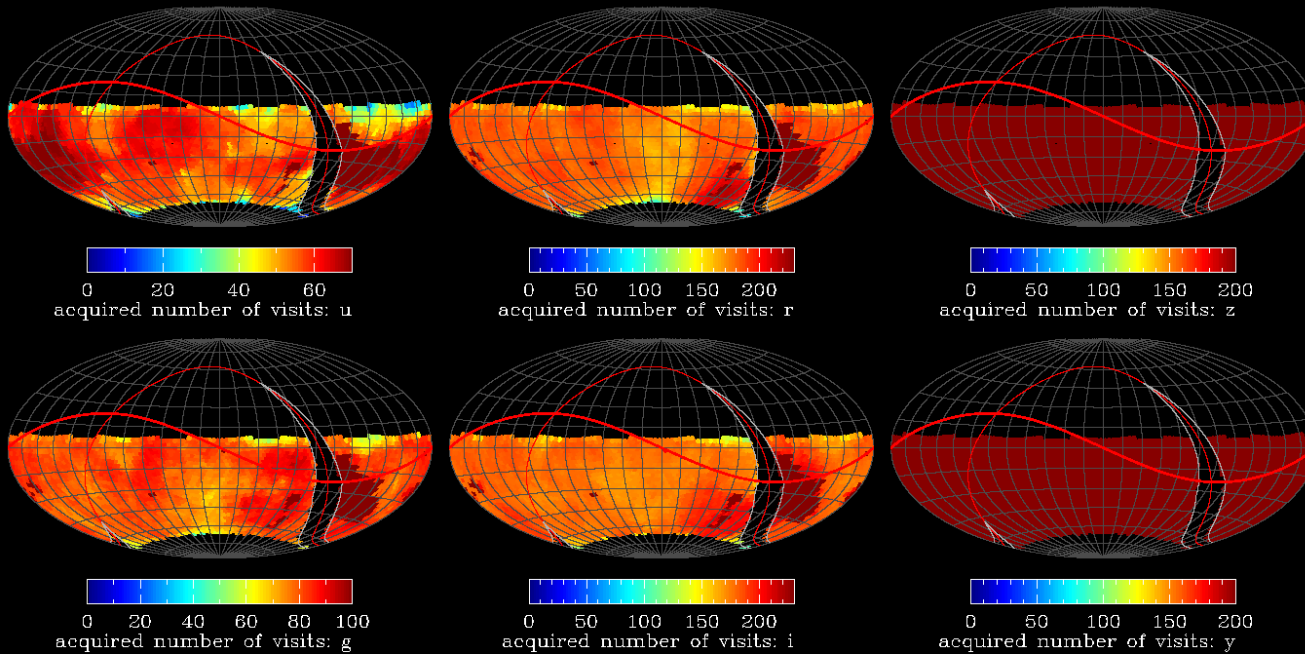 0 20 40 60
acquired number of visits: u
0 50 100 150 200
acquired number of visits: r
0 50 100 150 200
acquired number of visits: z
0 20 40 60 80 100
acquired number of visits: g
0 50 100 150 200
acquired number of visits: i
0 50 100 150 200
acquired number of visits: y